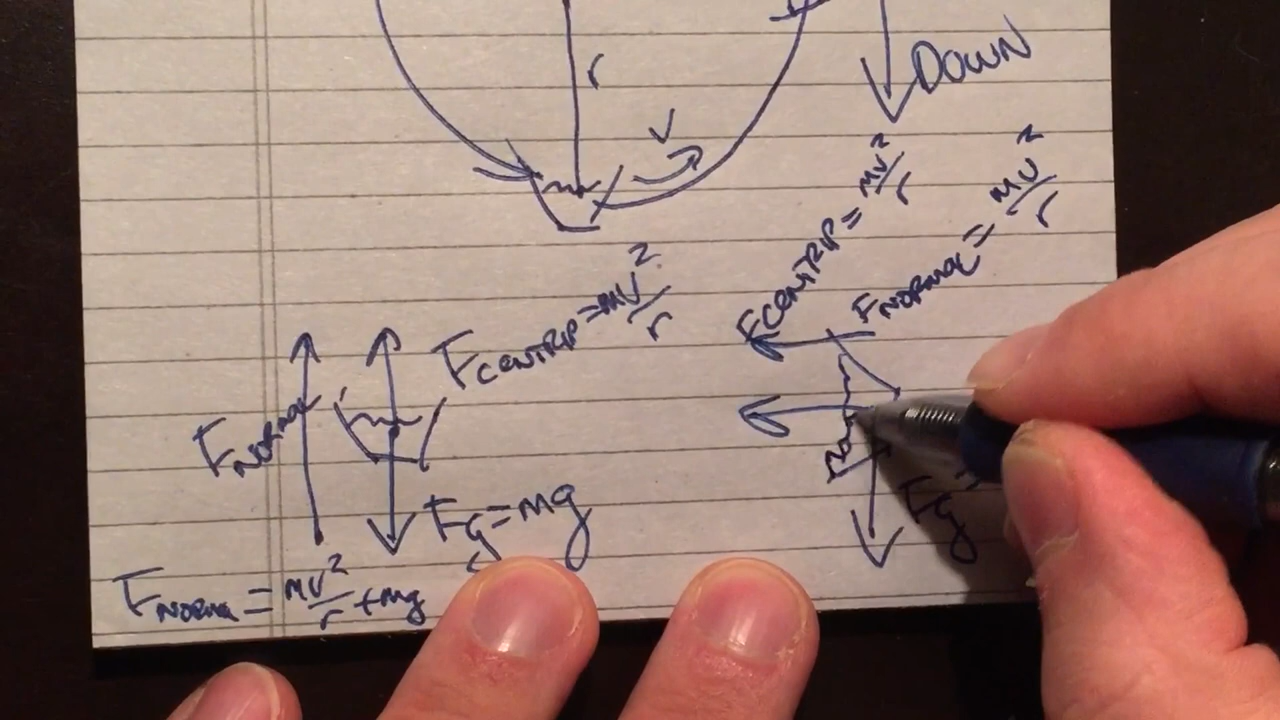 r
V
DOWN
FCENTRIP = mv²/r
FNORMAL = mv²/r
FCENTRIP = mv²/r
FNORMAL
Fg = mg
Fg =
FNORMAL = mv²/r + mg